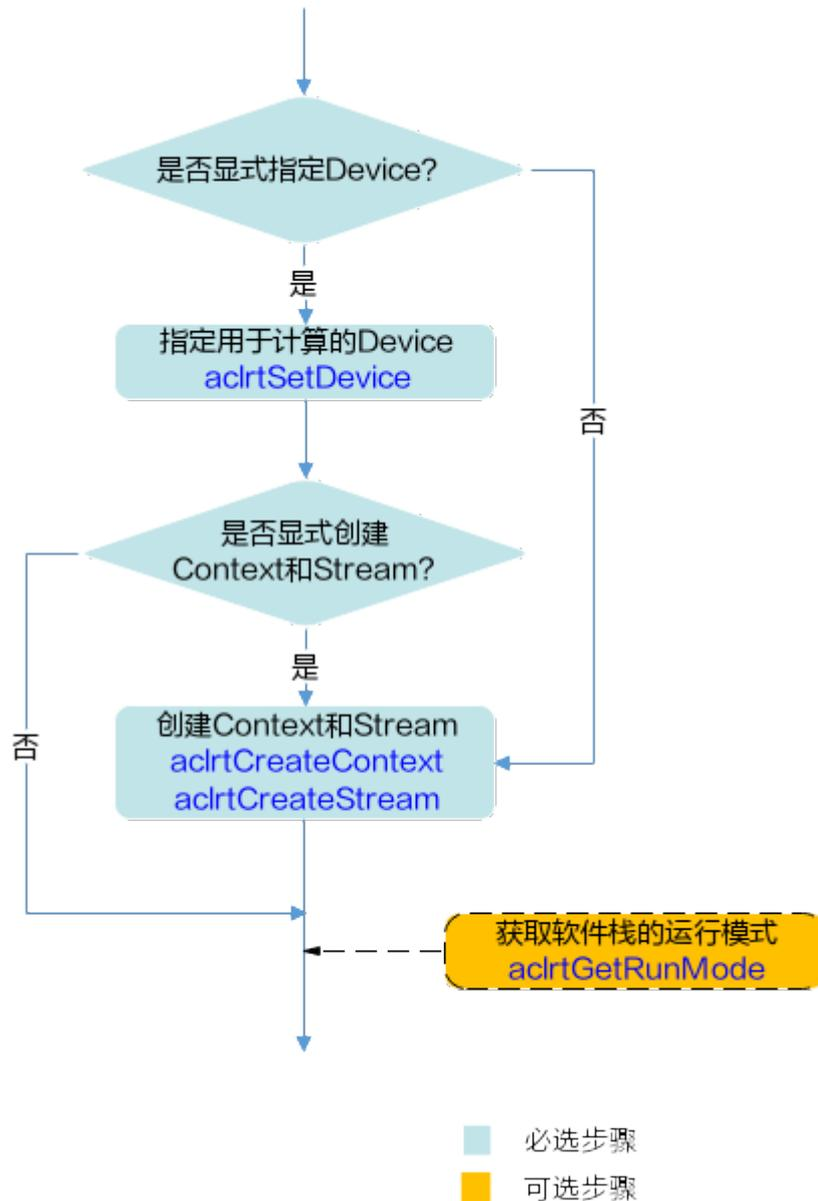 是否显式指定Device?
是
指定用于计算的Device
aclrtSetDevice
否
是否显式创建
Context和Stream?
是
创建Context和Stream
aclrtCreateContext
aclrtCreateStream
否
获取软件栈的运行模式
aclrtGetRunMode
必选步骤
可选步骤